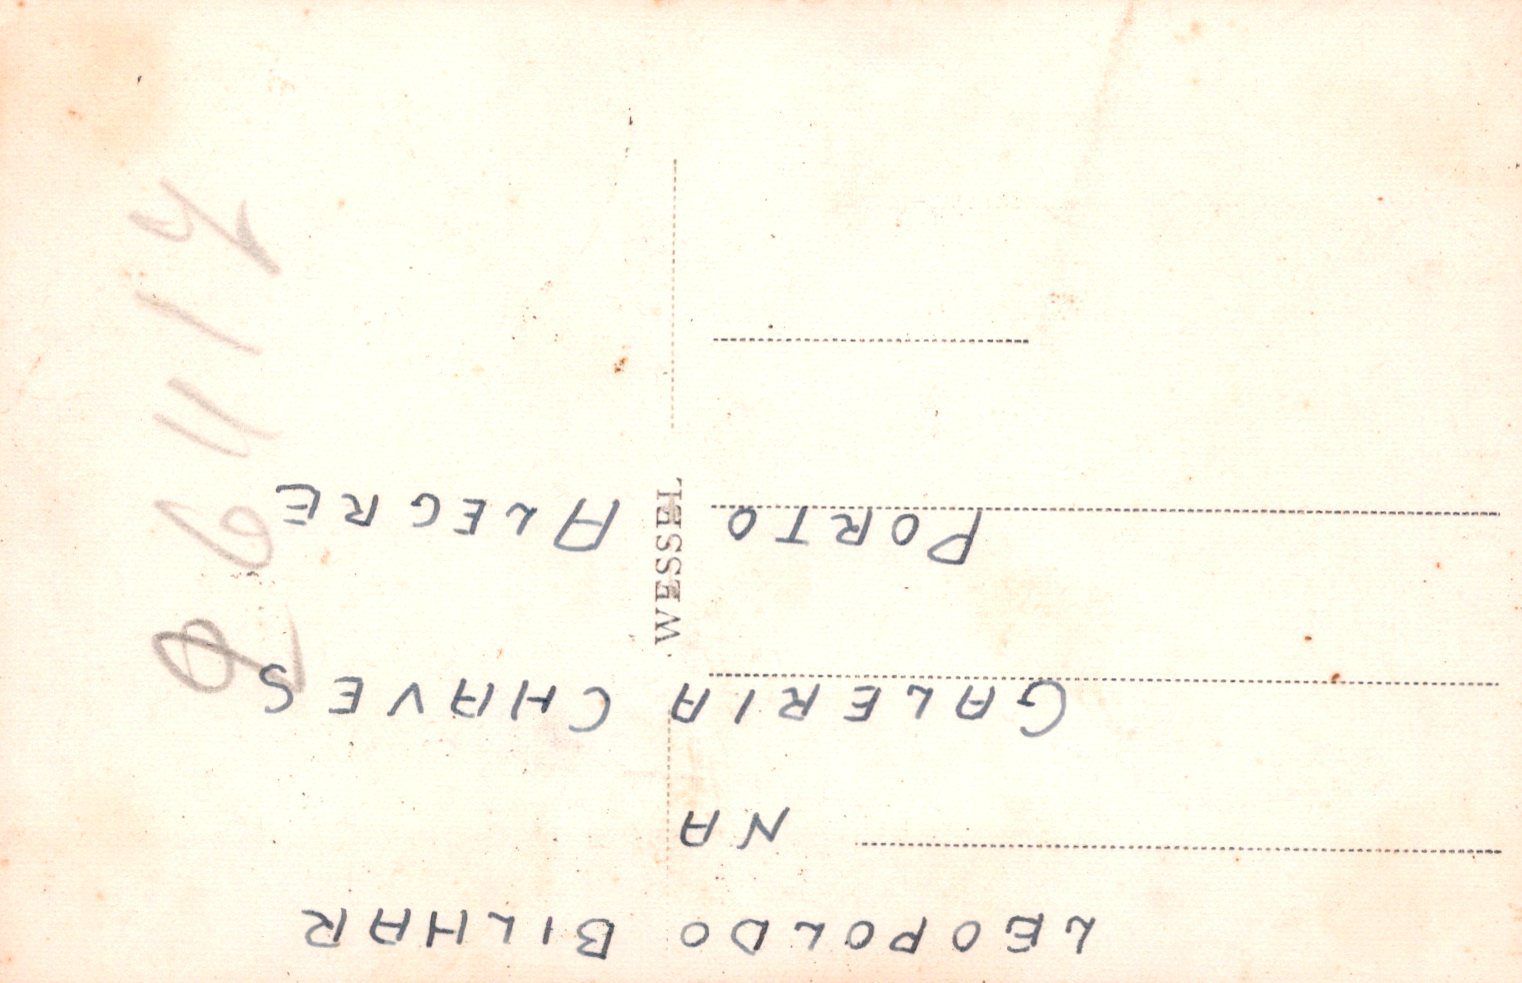 LEOPOLDO BILHAR
NA
GALERIA CHAVES
PORTO ALEGRE
WESSEL